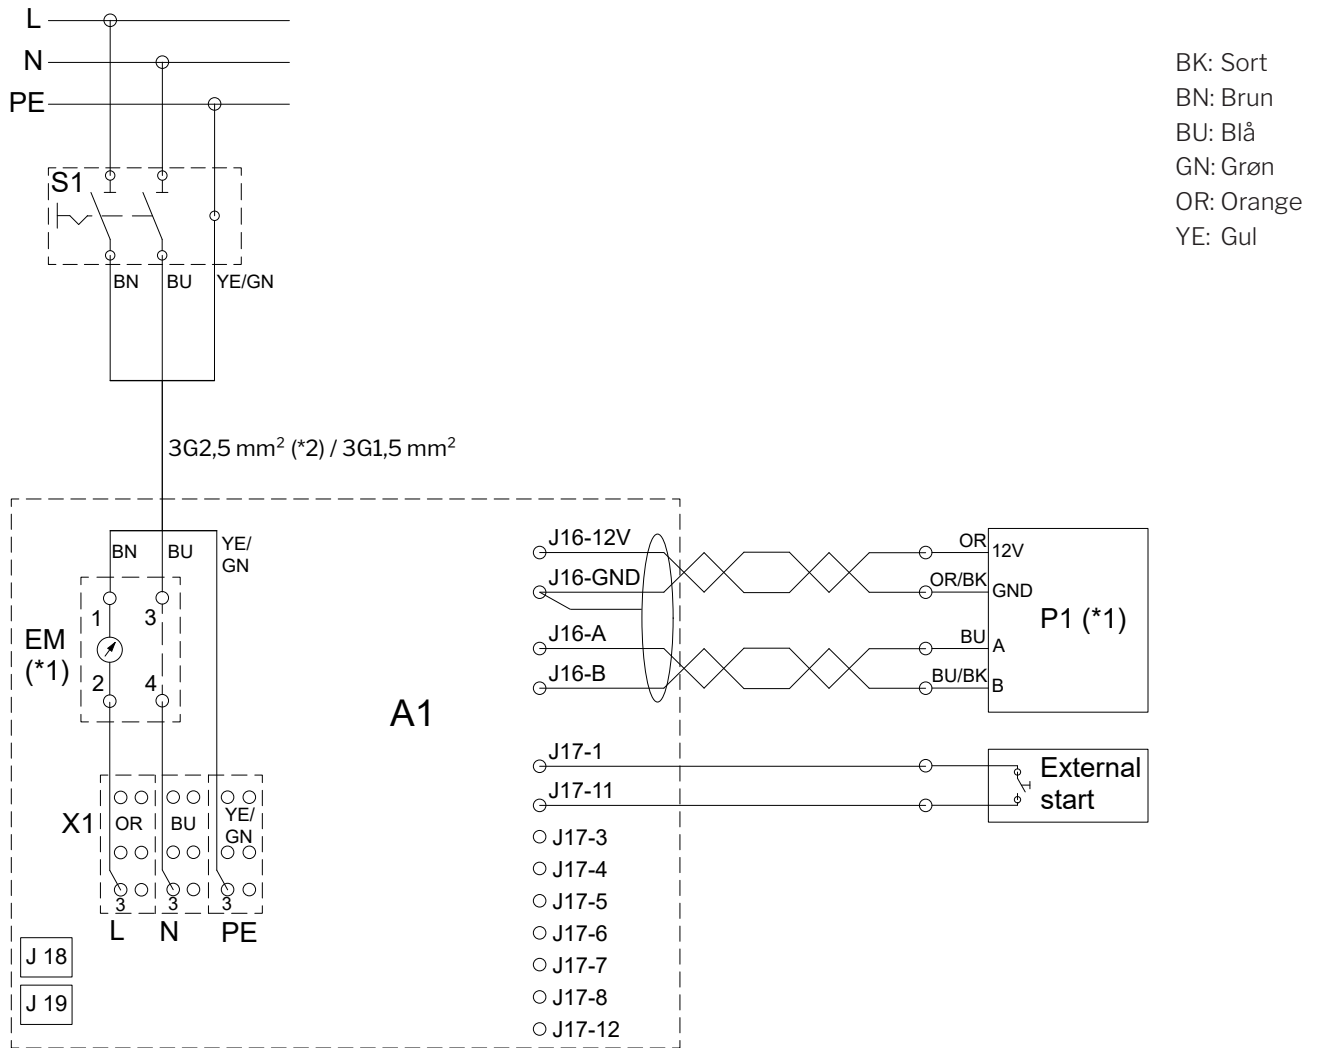 L
N
PE
BK: Sort
BN: Brun
BU: Blå
GN: Grøn
OR: Orange
YE: Gul
S1
BN
BU
YE/GN
3G2,5 mm² (*2) / 3G1,5 mm²
BN
BU
YE/
GN
1
3
EM
(*1)
2
4
X1
OR
BU
YE/
GN
3
3
3
L
N
PE
J 18
J 19
A1
J16-12V
J16-GND
J16-A
J16-B
J17-1
J17-11
J17-3
J17-4
J17-5
J17-6
J17-7
J17-8
J17-12
OR
12V
OR/BK
GND
P1 (*1)
BU
A
BU/BK
B
External
start